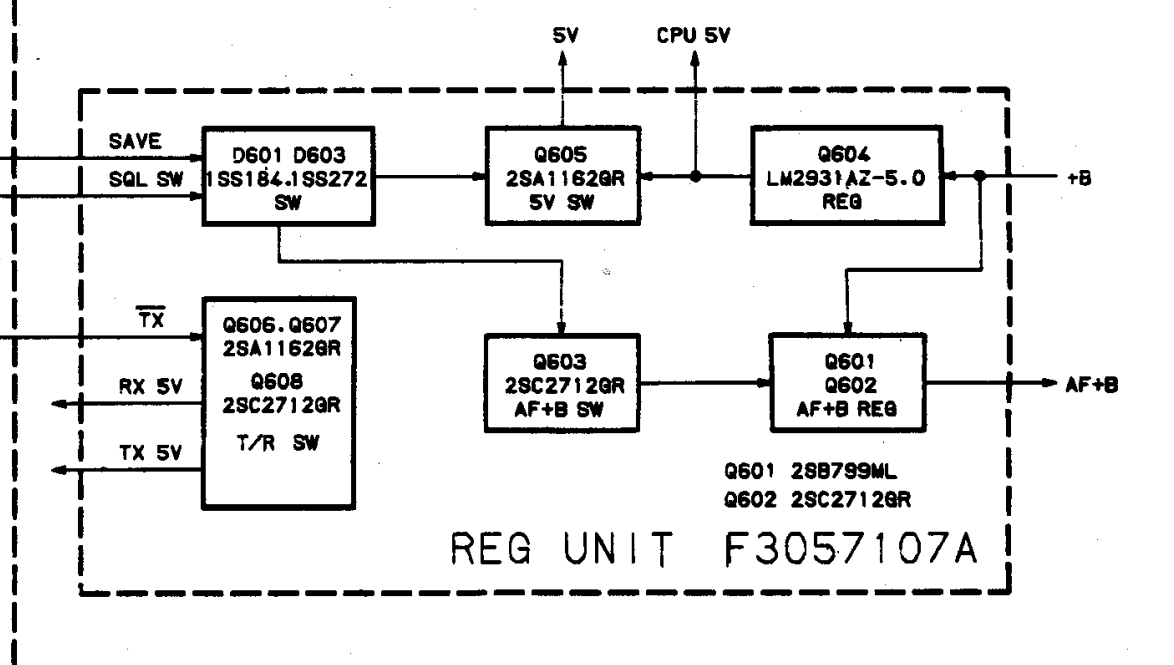 5V
CPU 5V
SAVE
SQL SW
D601 D603
1SS184.1SS272
SW
Q605
2SA1162GR
5V SW
Q604
LM2931AZ-5.0
REG
+B
TX
RX 5V
TX 5V
Q606.Q607
2SA1162GR
Q608
2SC2712GR
T/R SW
Q603
2SC2712GR
AF+B SW
Q601
Q602
AF+B REG
AF+B
Q601 2SB799ML
Q602 2SC2712GR
REG UNIT F3057107A